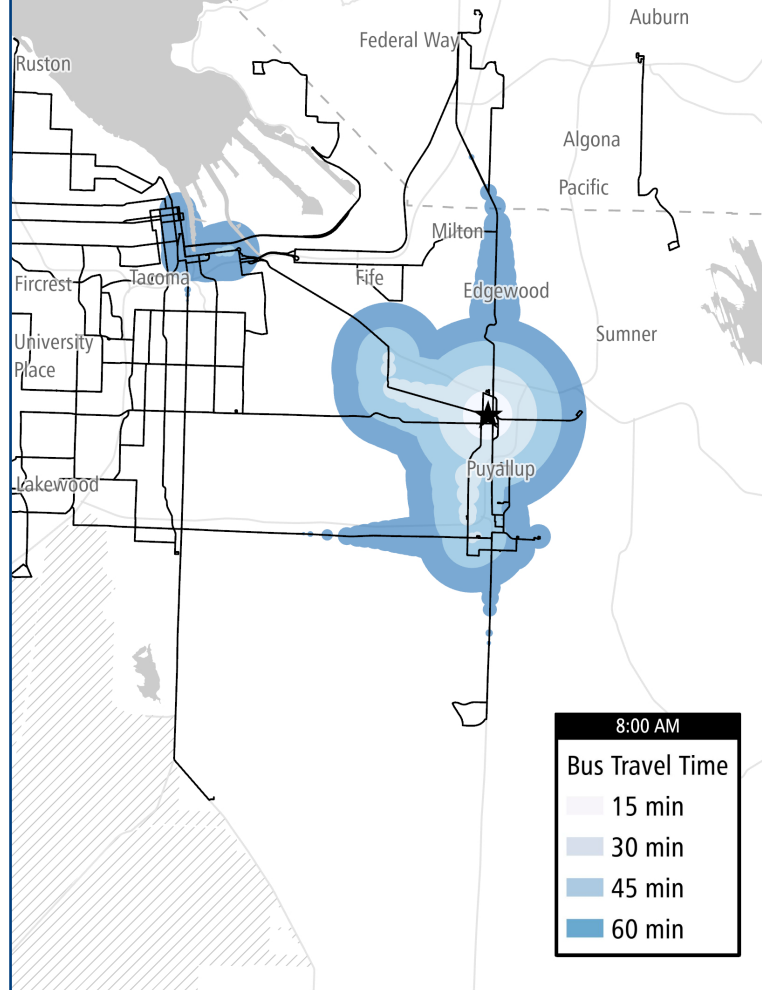 Auburn
Federal Way
Ruston
Algona
Pacific
Milton
Tacoma
Fife
Fircrest
Edgewood
Sumner
University
Place
Puyallup
Lakewood
8:00 AM
Bus Travel Time
15 min
30 min
45 min
60 min